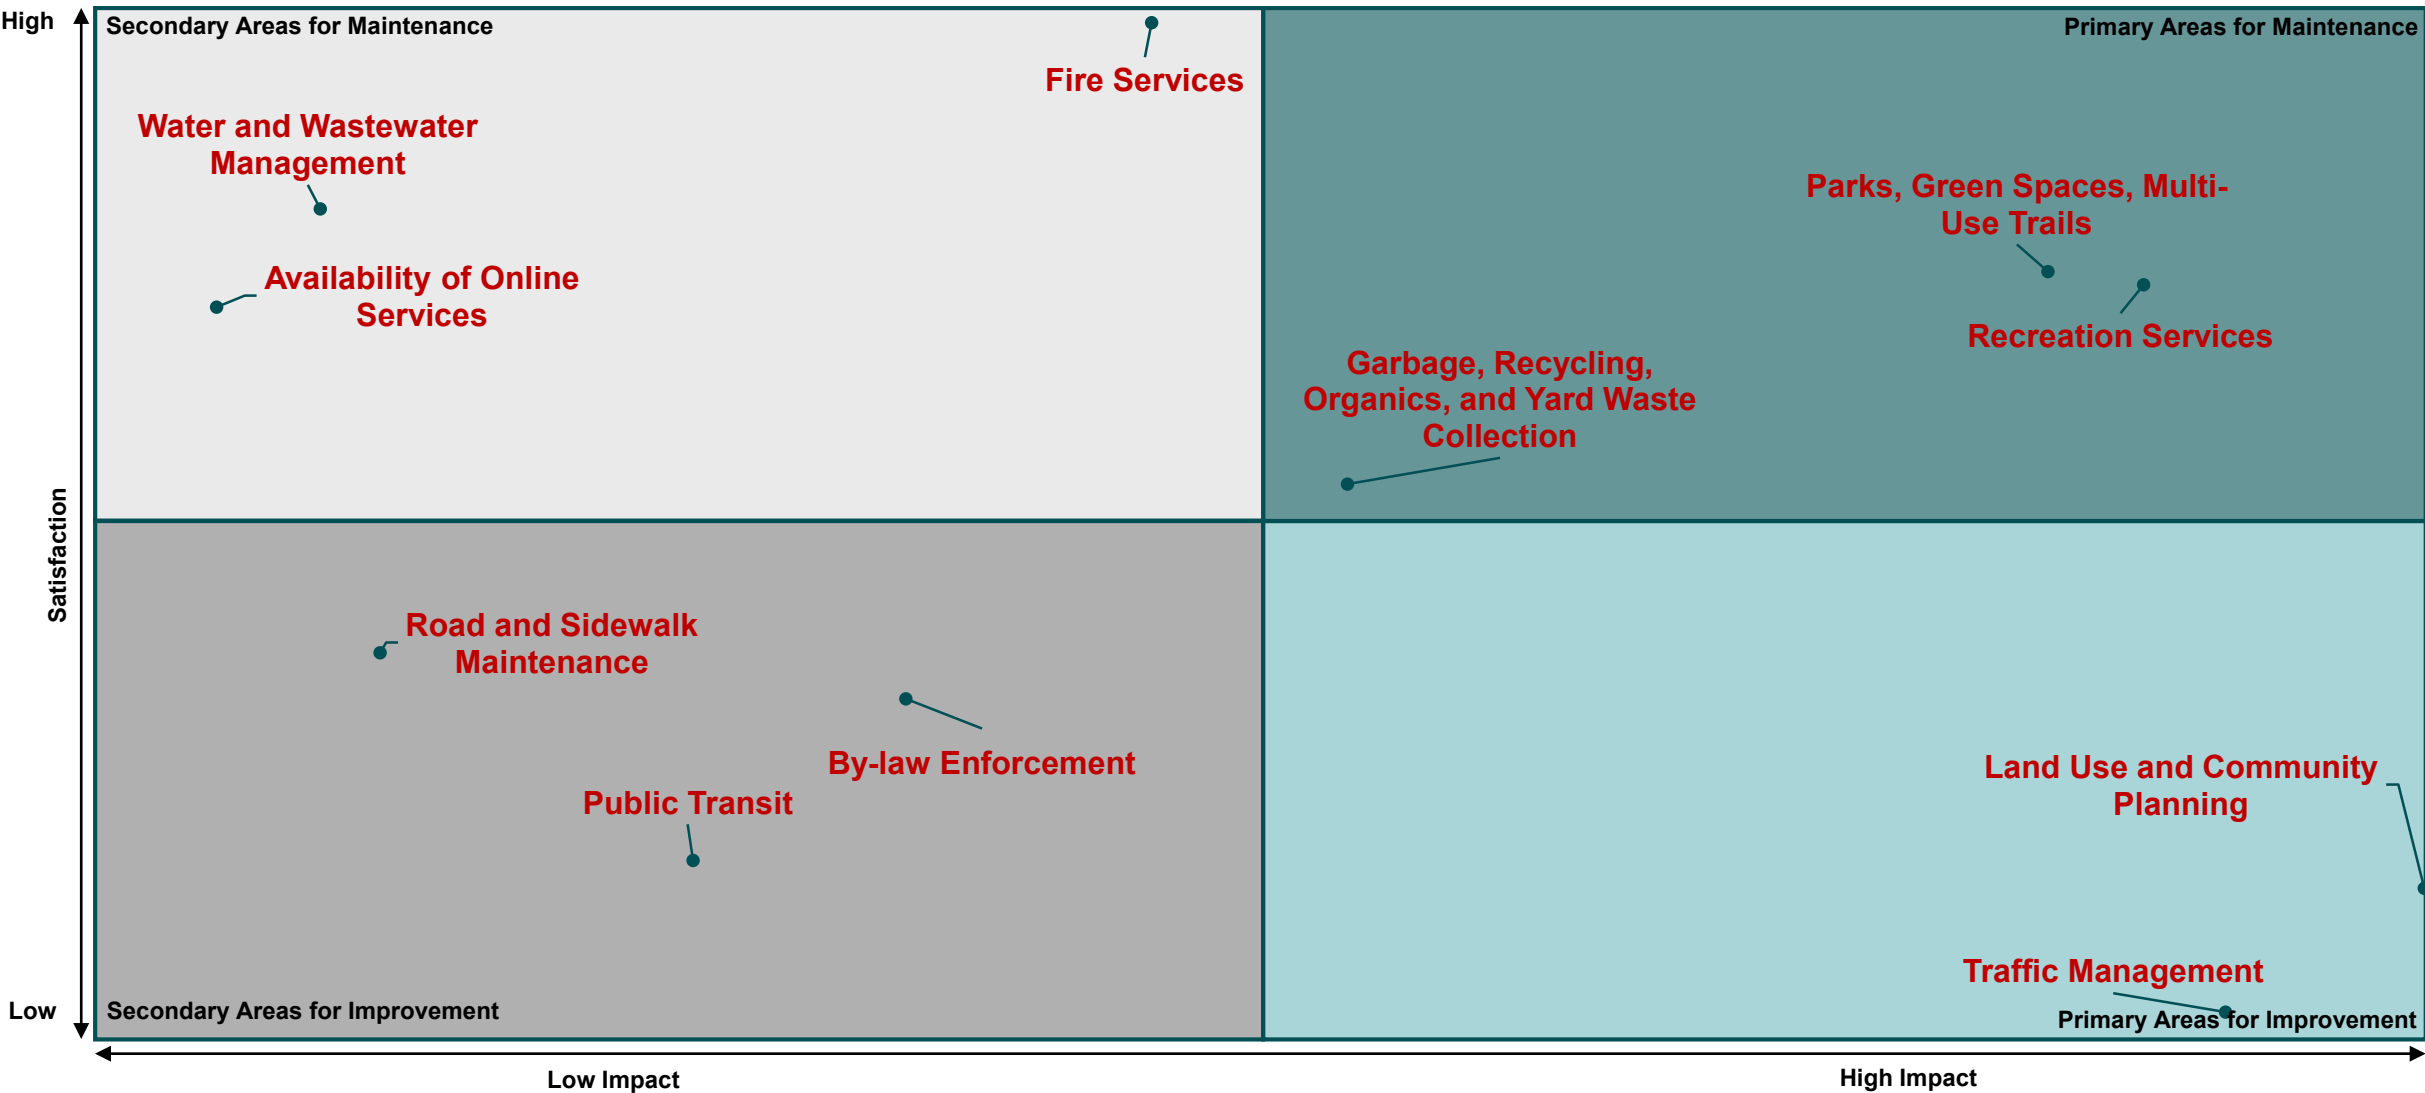 High
Secondary Areas for Maintenance
Primary Areas for Maintenance
Fire Services
Water and Wastewater
Management
Parks, Green Spaces, Multi-
Use Trails
Availability of Online
Services
Recreation Services
Garbage, Recycling,
Organics, and Yard Waste
Collection
Satisfaction
Road and Sidewalk
Maintenance
By-law Enforcement
Public Transit
Land Use and Community
Planning
Traffic Management
Low
Secondary Areas for Improvement
Primary Areas for Improvement
Low Impact
High Impact